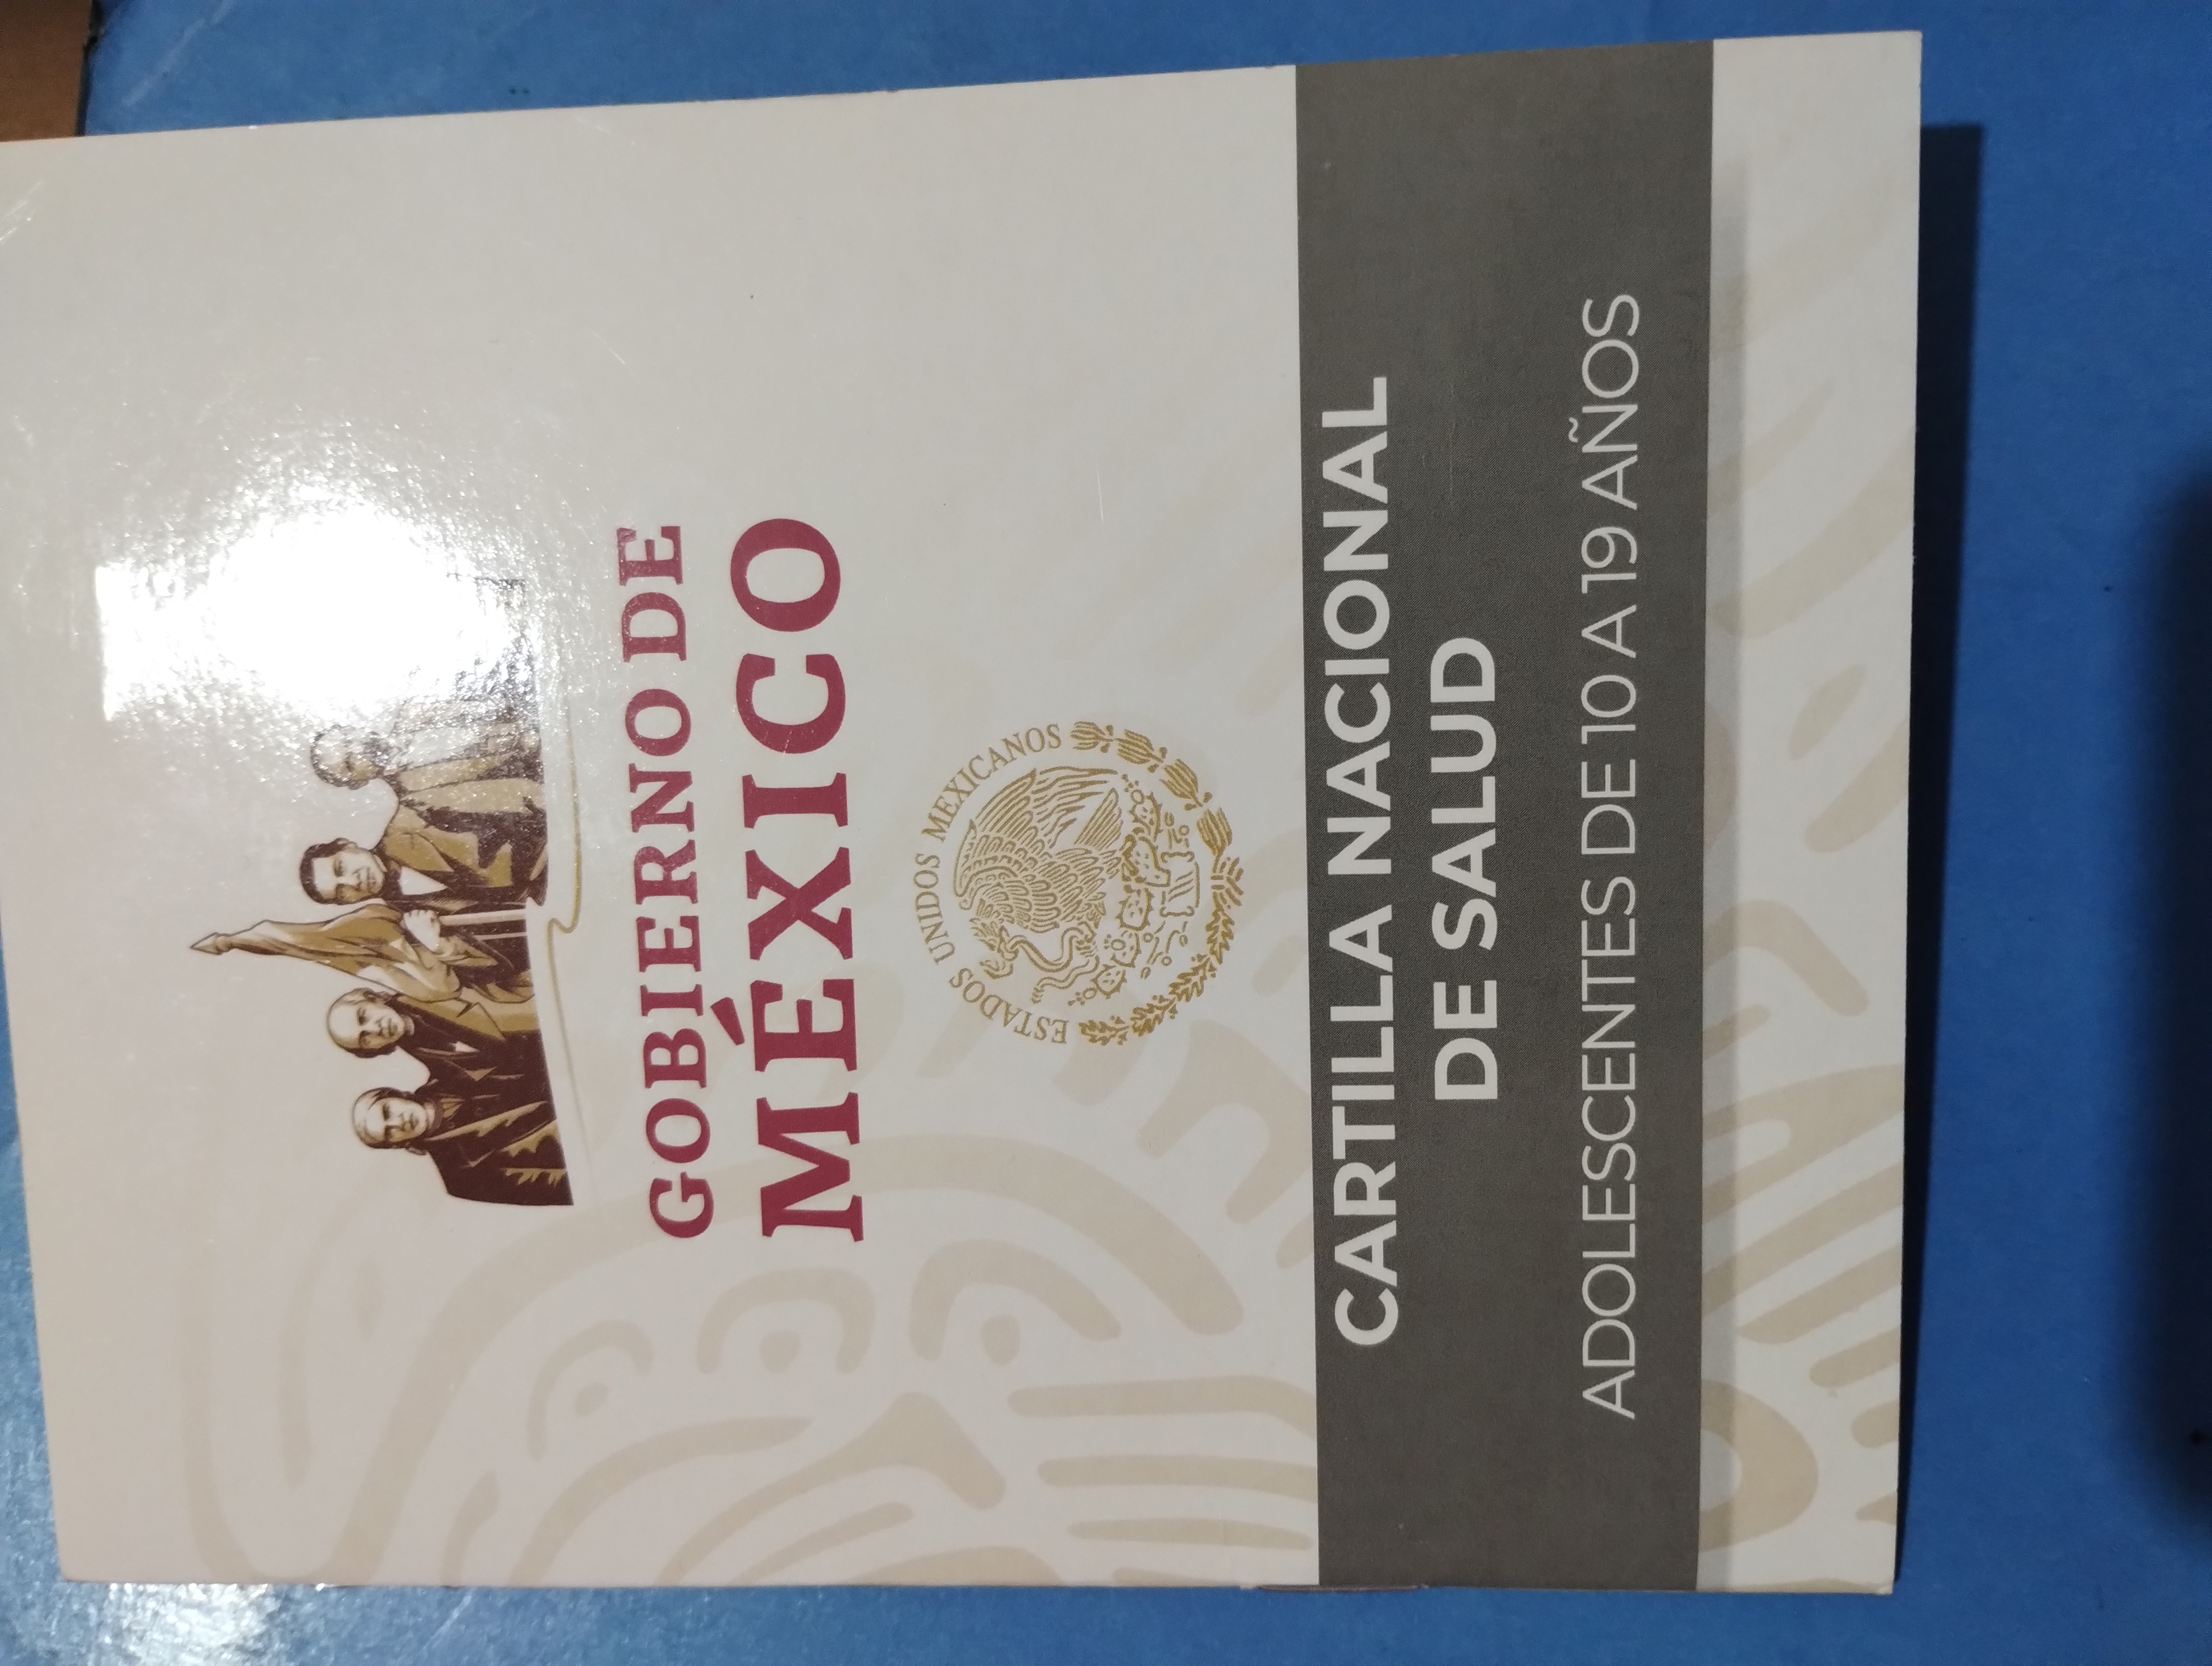 GOBIERNO DE
MÉXICO
ESTADOS UNIDOS MEXICANOS
CARTILLA NACIONAL
DE SALUD
ADOLESCENTES DE 10 A 19 AÑOS